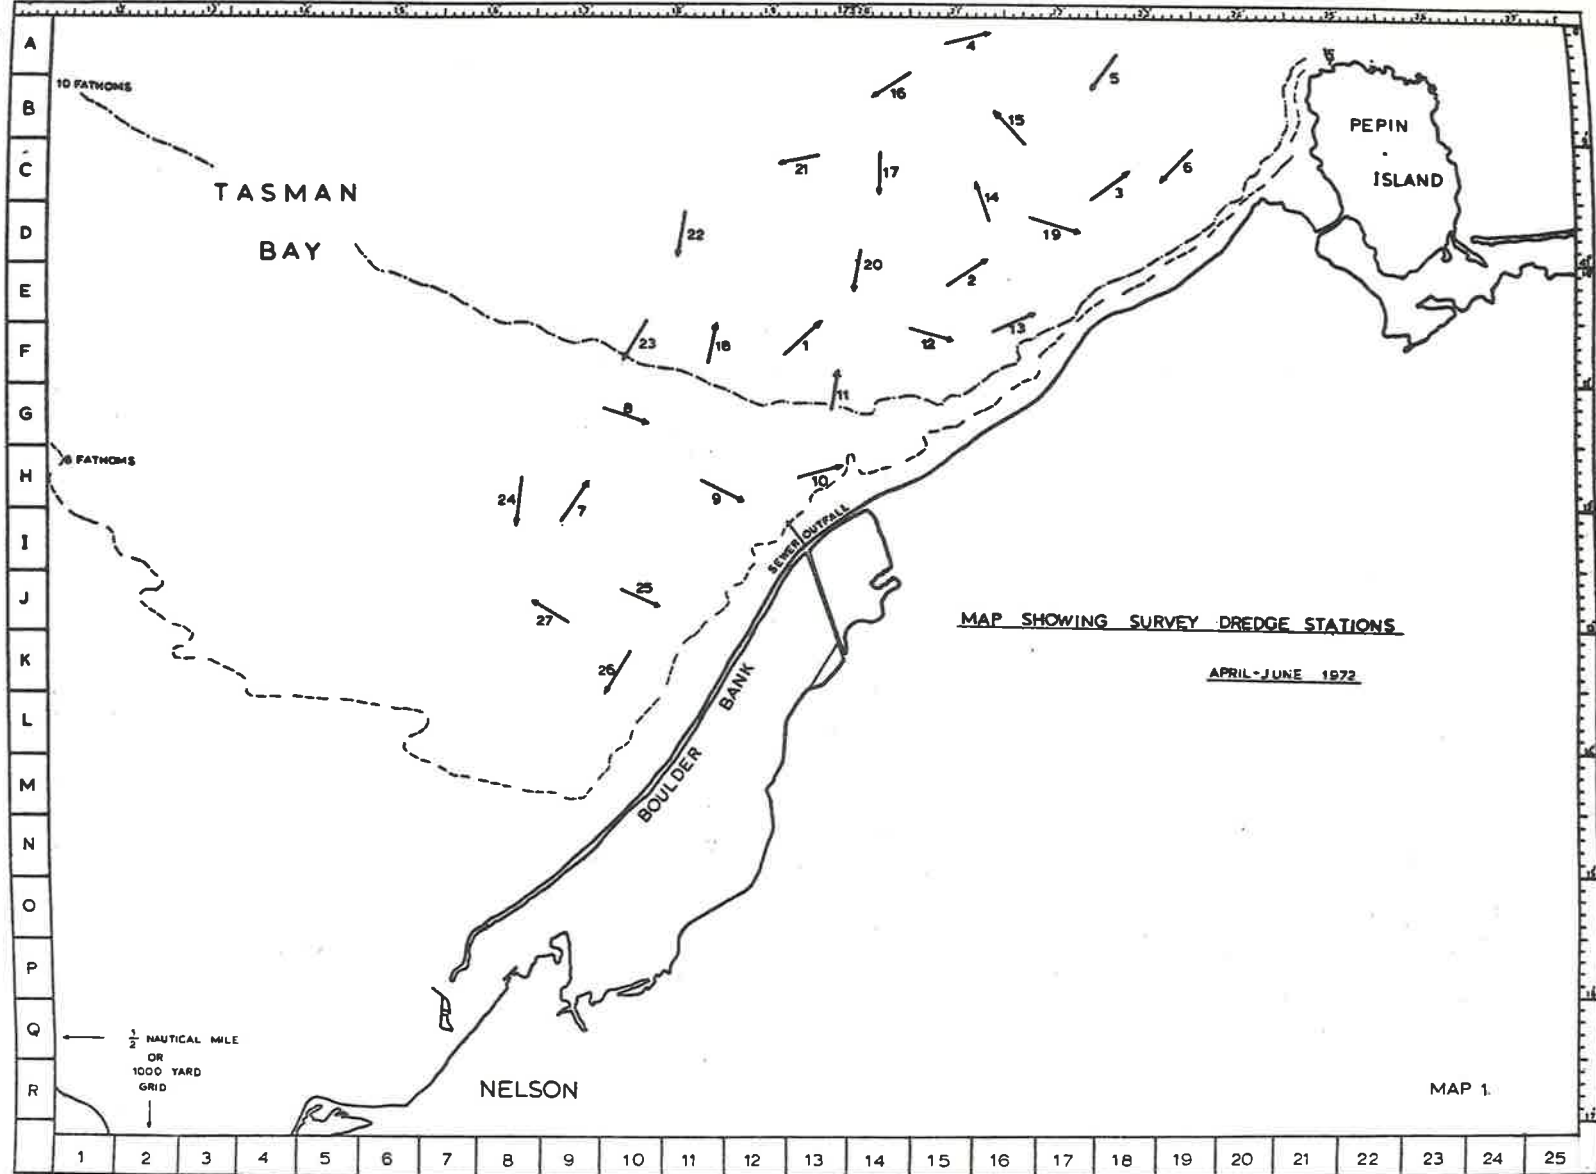 A
B
C
D
E
F
G
H
I
J
K
L
M
N
O
P
Q
R
10 FATHOMS
TASMAN
BAY
6 FATHOMS
4
5
16
15
21
17
6
3
14
19
22
20
2
23
18
1
12
13
11
8
24
7
9
10
25
27
26
PEPIN
ISLAND
SEWER OUTFALL
BOULDER BANK
MAP SHOWING SURVEY DREDGE STATIONS
APRIL-JUNE 1972
1/2 NAUTICAL MILE
OR
1000 YARD
GRID
NELSON
MAP 1.
1 2 3 4 5 6 7 8 9 10 11 12 13 14 15 16 17 18 19 20 21 22 23 24 25